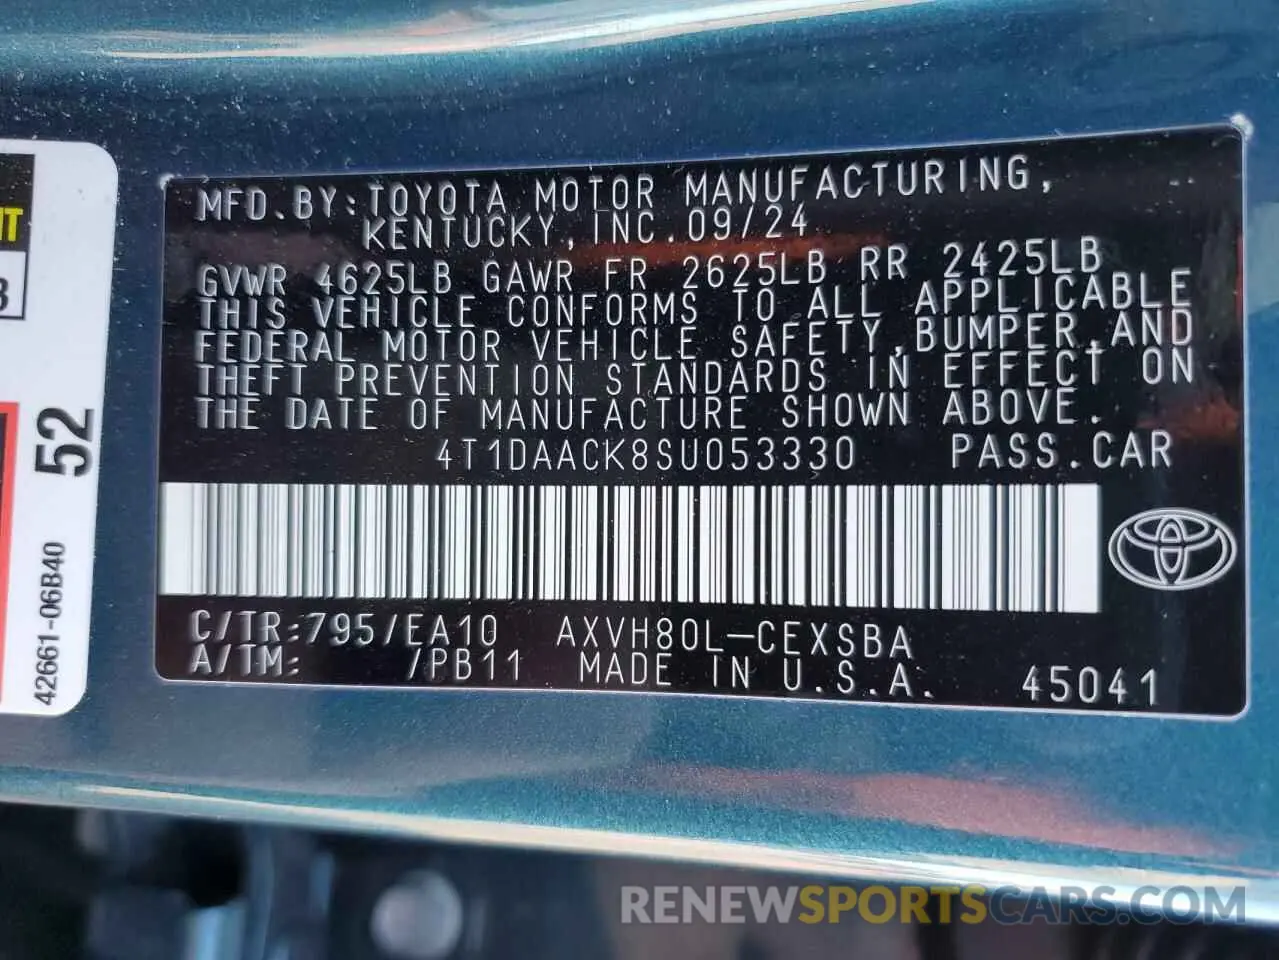 MFD.BY:TOYOTA MOTOR MANUFACTURING,
KENTUCKY, INC.09/24
GVWR 4625LB GAWR FR 2625LB RR 2425LB
THIS VEHICLE CONFORMS TO ALL APPLICABLE
FEDERAL MOTOR VEHICLE SAFETY,BUMPER,AND
THEFT PREVENTION STANDARDS IN EFFECT ON
THE DATE OF MANUFACTURE SHOWN ABOVE.
4T1DAACK8SU053330 PASS.CAR
C/TR:795/EA10 AXVH80L-CEXSBA
A/TM: /PB11 MADE IN U.S.A. 45041
52
42661-06B40
RENEWSPORTSCARS.COM